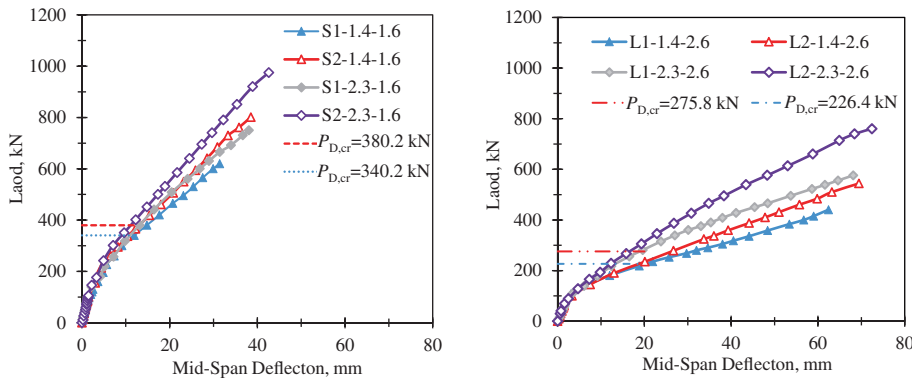 1200
1000
800
600
400
200
0
Laod, kN
S1-1.4-1.6
S2-1.4-1.6
S1-2.3-1.6
S2-2.3-1.6
P_D,cr=380.2 kN
P_D,cr=340.2 kN
0 20 40 60 80
Mid-Span Deflecton, mm
1200
1000
800
600
400
200
0
Laod, kN
L1-1.4-2.6 L2-1.4-2.6
L1-2.3-2.6 L2-2.3-2.6
P_D,cr=275.8 kN P_D,cr=226.4 kN
0 20 40 60 80
Mid-Span Deflecton, mm